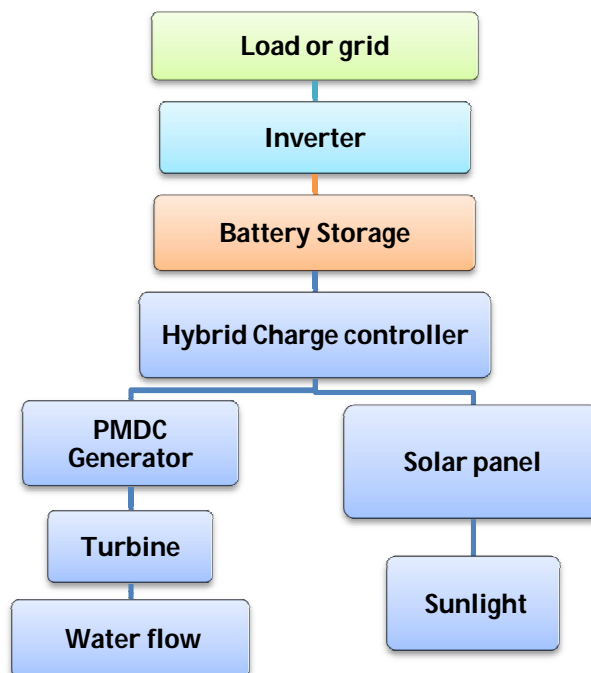 Load or grid
Inverter
Battery Storage
Hybrid Charge controller
PMDC
Generator
Solar panel
Turbine
Sunlight
Water flow